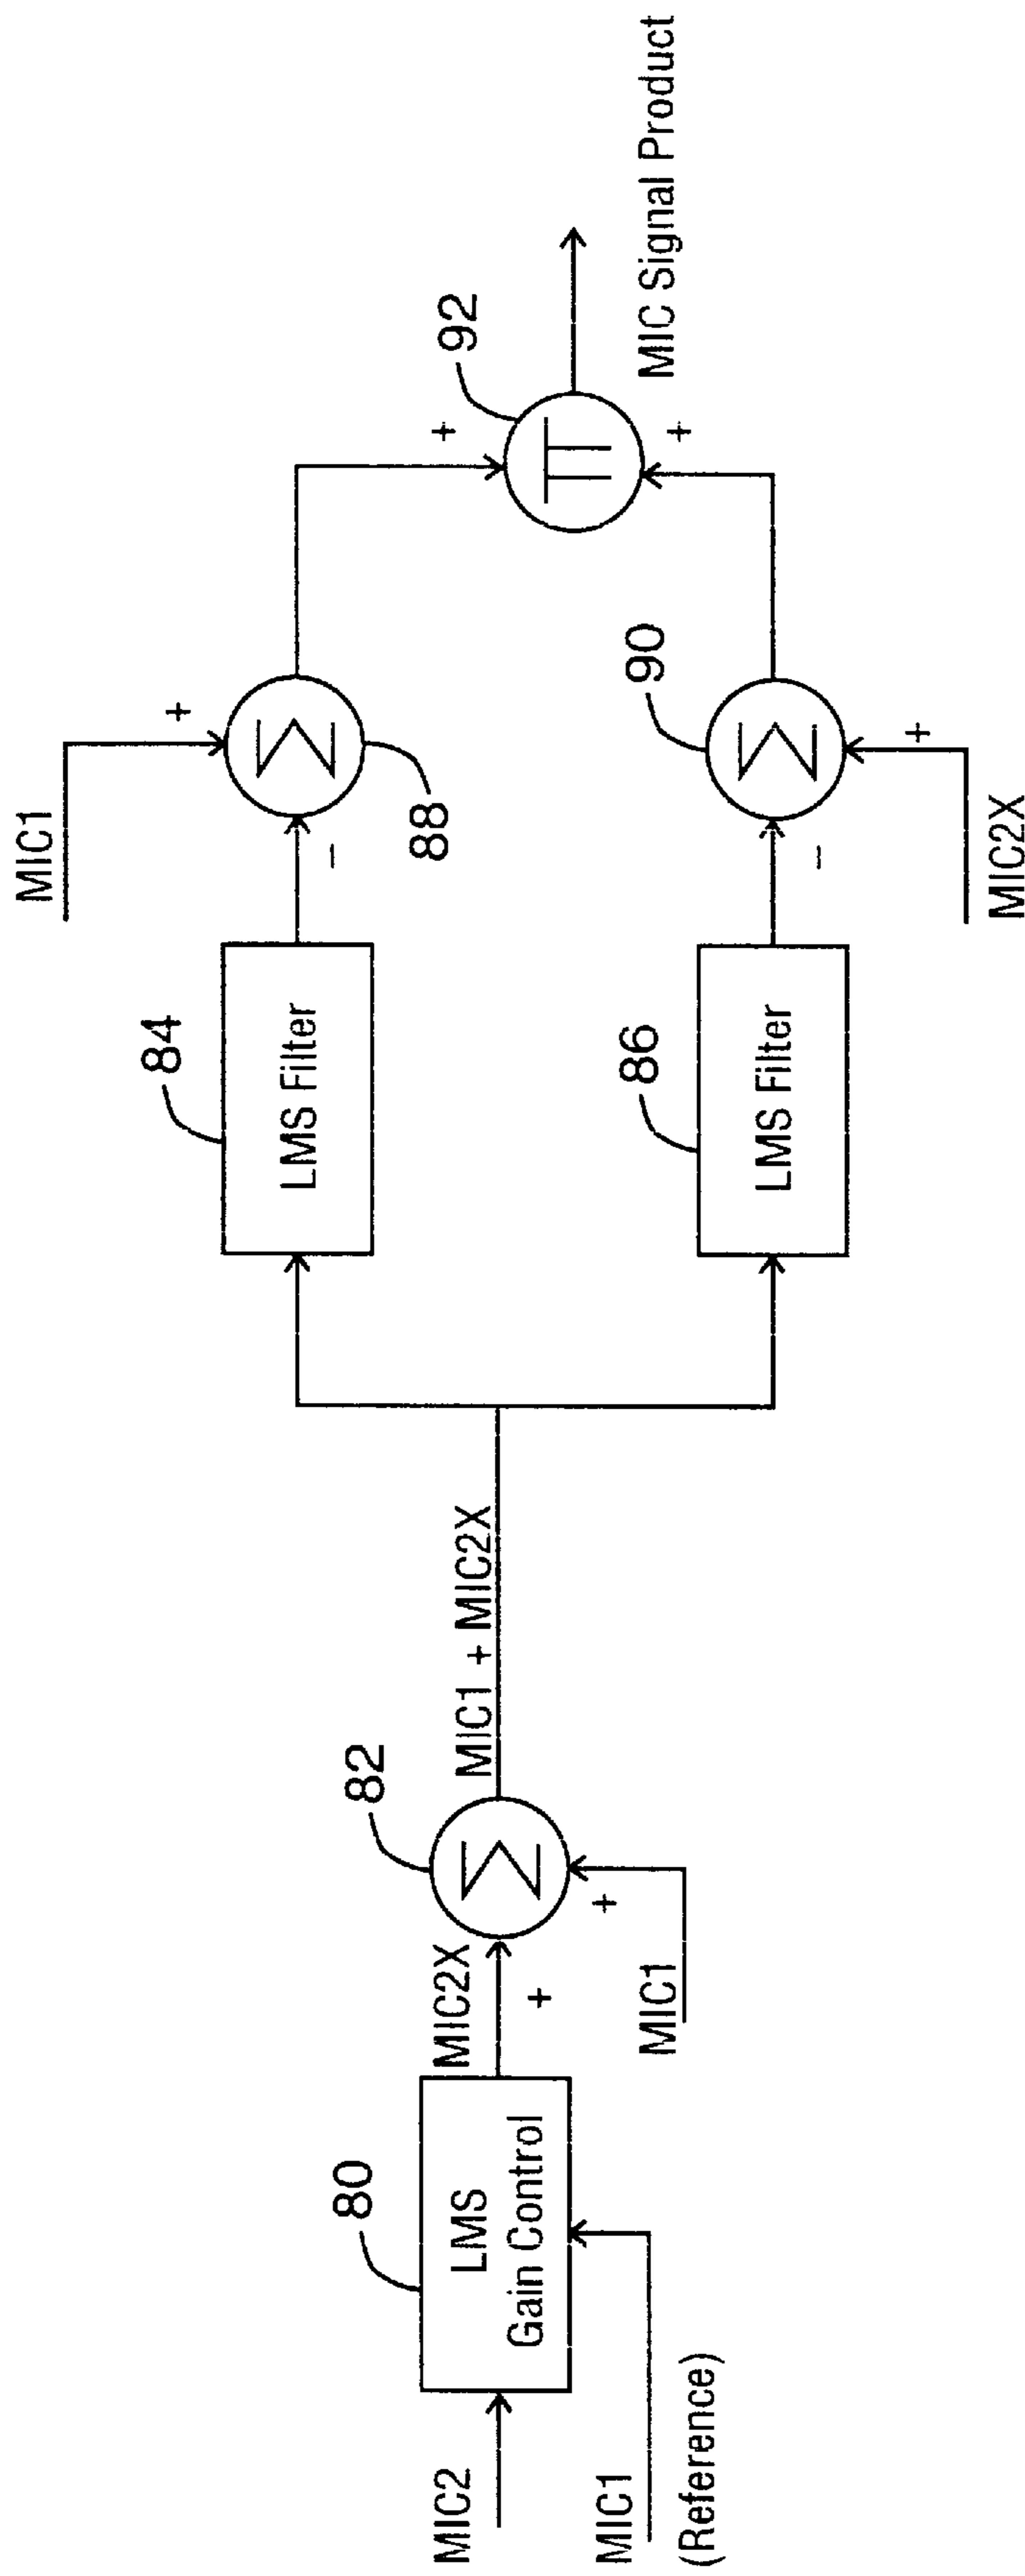 MIC2
MIC1
(Reference)
80
LMS
Gain Control
MIC2X
+
MIC1
+
82
Σ
MIC1 + MIC2X
84
LMS Filter
86
LMS Filter
MIC1
+
−
Σ
88
MIC2X
+
−
Σ
90
+
+
Π
92
MIC Signal Product